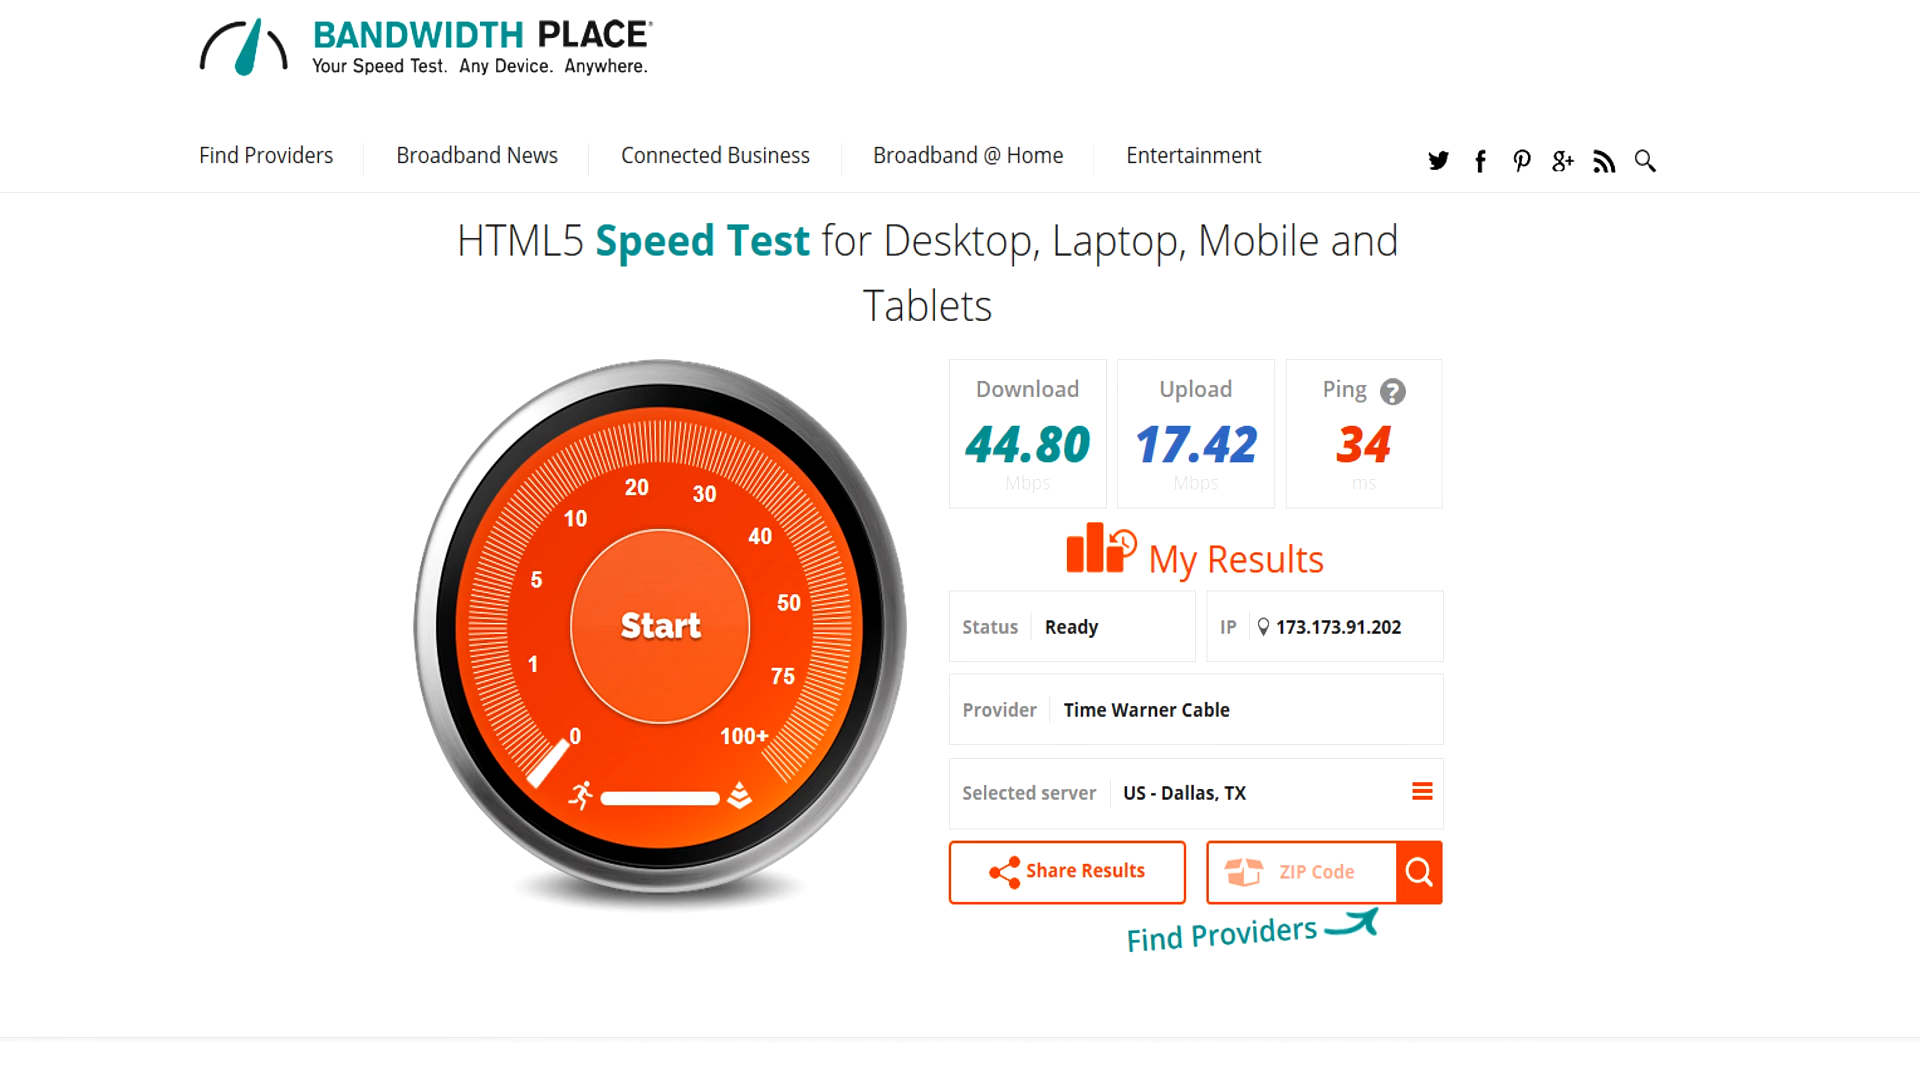 BANDWIDTH PLACE
Your Speed Test. Any Device. Anywhere.
Find Providers
Broadband News
Connected Business
Broadband @ Home
Entertainment
HTML5 Speed Test for Desktop, Laptop, Mobile and
Tablets
0
1
5
10
20
30
40
50
75
100+
Start
Download
44.80
Mbps
Upload
17.42
Mbps
Ping ?
34
ms
My Results
Status Ready
IP 173.173.91.202
Provider Time Warner Cable
Selected server US - Dallas, TX
Share Results
ZIP Code
Find Providers